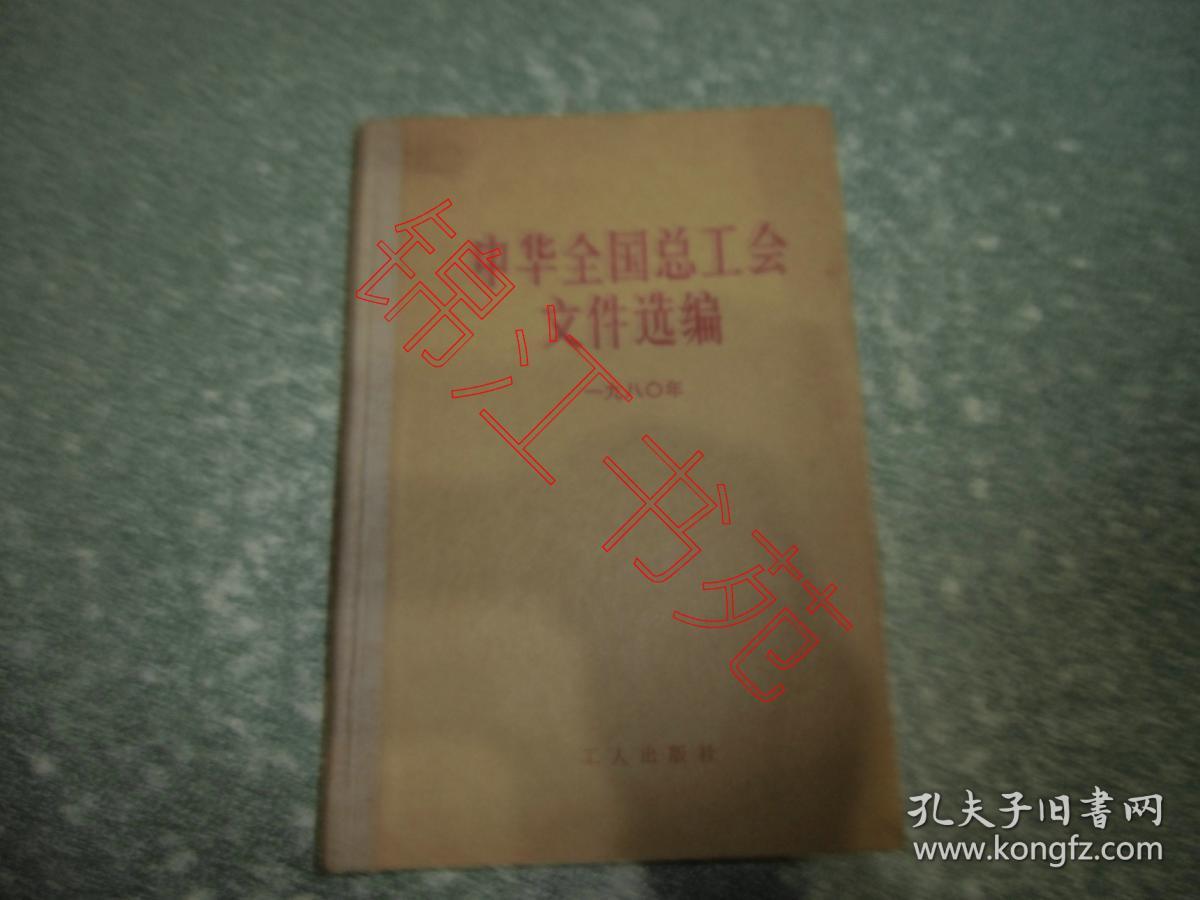 中华全国总工会
文件选编
一九八〇年
锦江书苑
工人出版社
孔夫子旧书网
www.kongfz.com